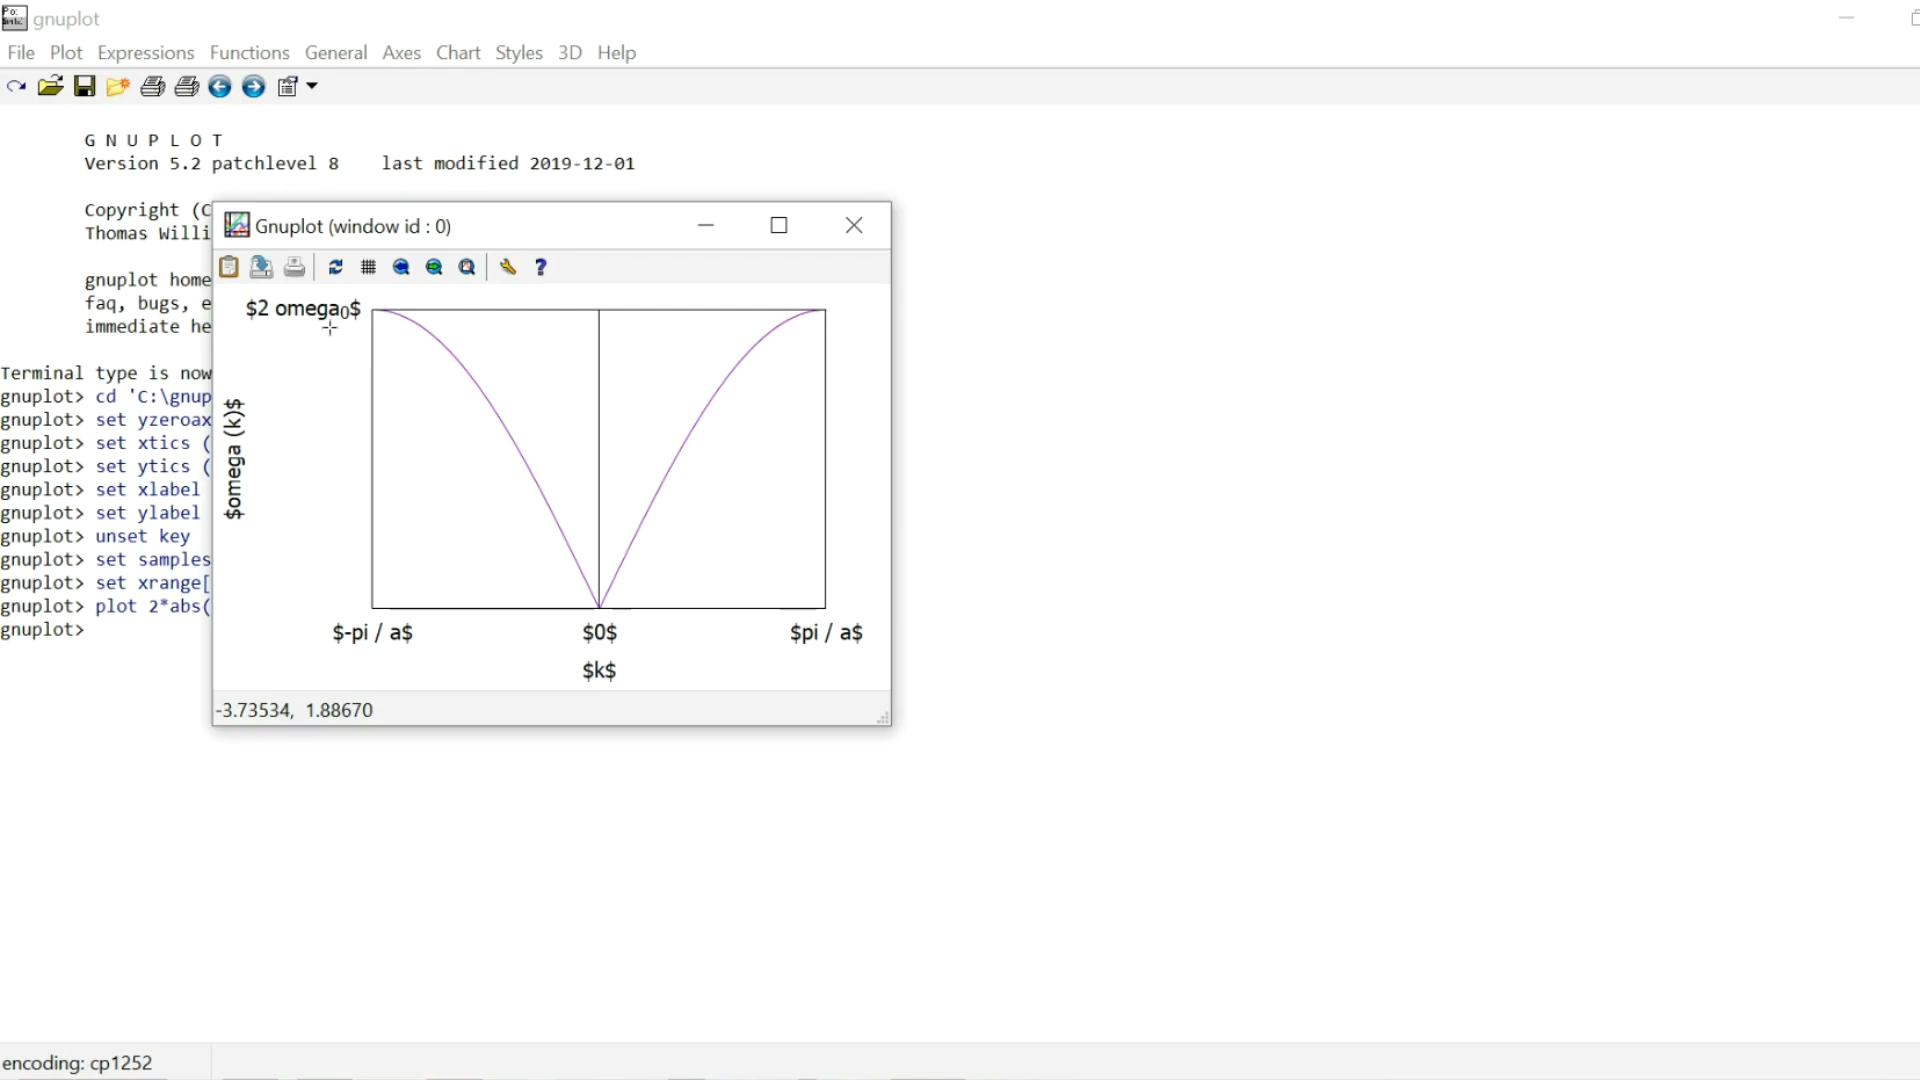 gnuplot
File Plot Expressions Functions General Axes Chart Styles 3D Help
G N U P L O T
Version 5.2 patchlevel 8 last modified 2019-12-01
Copyright (C
Thomas Willi
gnuplot home
faq, bugs, e
immediate he
Terminal type is now
gnuplot> cd 'C:\gnup
gnuplot> set yzeroax
gnuplot> set xtics (
gnuplot> set ytics (
gnuplot> set xlabel
gnuplot> set ylabel
gnuplot> unset key
gnuplot> set samples
gnuplot> set xrange[
gnuplot> plot 2*abs(
gnuplot>
Gnuplot (window id : 0)
$2 omega₀$
$omega (k)$
$-pi / a$ $0$ $pi / a$
$k$
-3.73534, 1.88670
encoding: cp1252